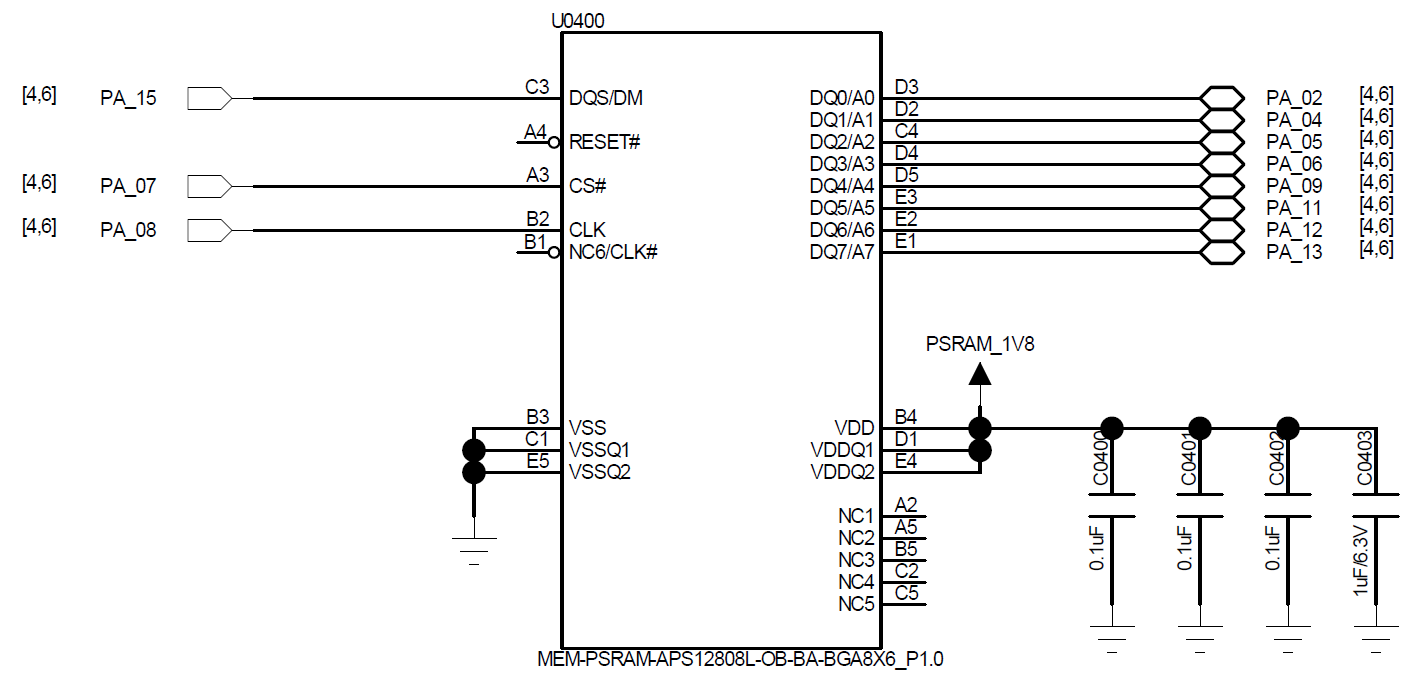 U0400
[4,6] PA_15 C3 DQS/DM DQ0/A0 D3 PA_02 [4,6]
DQ1/A1 D2 PA_04 [4,6]
A4 RESET# DQ2/A2 C4 PA_05 [4,6]
DQ3/A3 D4 PA_06 [4,6]
[4,6] PA_07 A3 CS# DQ4/A4 D5 PA_09 [4,6]
DQ5/A5 E3 PA_11 [4,6]
[4,6] PA_08 B2 CLK DQ6/A6 E2 PA_12 [4,6]
B1 NC6/CLK# DQ7/A7 E1 PA_13 [4,6]
PSRAM_1V8
B3 VSS VDD B4
C1 VSSQ1 VDDQ1 D1
E5 VSSQ2 VDDQ2 E4
C0400 C0401 C0402 C0403
NC1 A2
NC2 A5
NC3 B5
NC4 C2
NC5 C5
0.1uF 0.1uF 0.1uF 1uF/6.3V
MEM-PSRAM-APS12808L-OB-BA-BGA8X6_P1.0